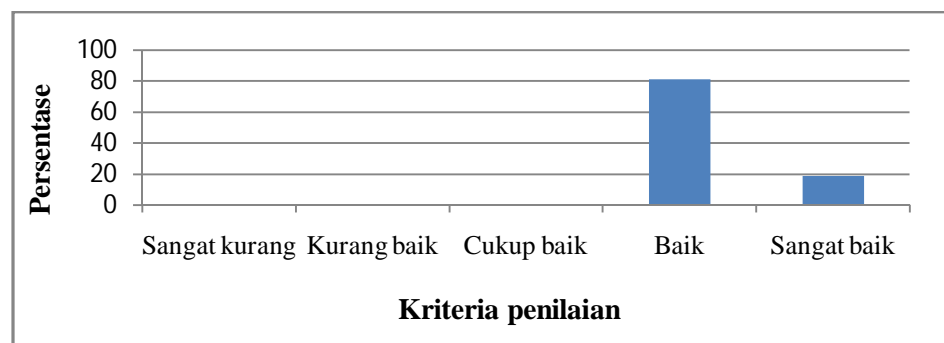 Persentase
100
80
60
40
20
0
Sangat kurang Kurang baik Cukup baik Baik Sangat baik
Kriteria penilaian